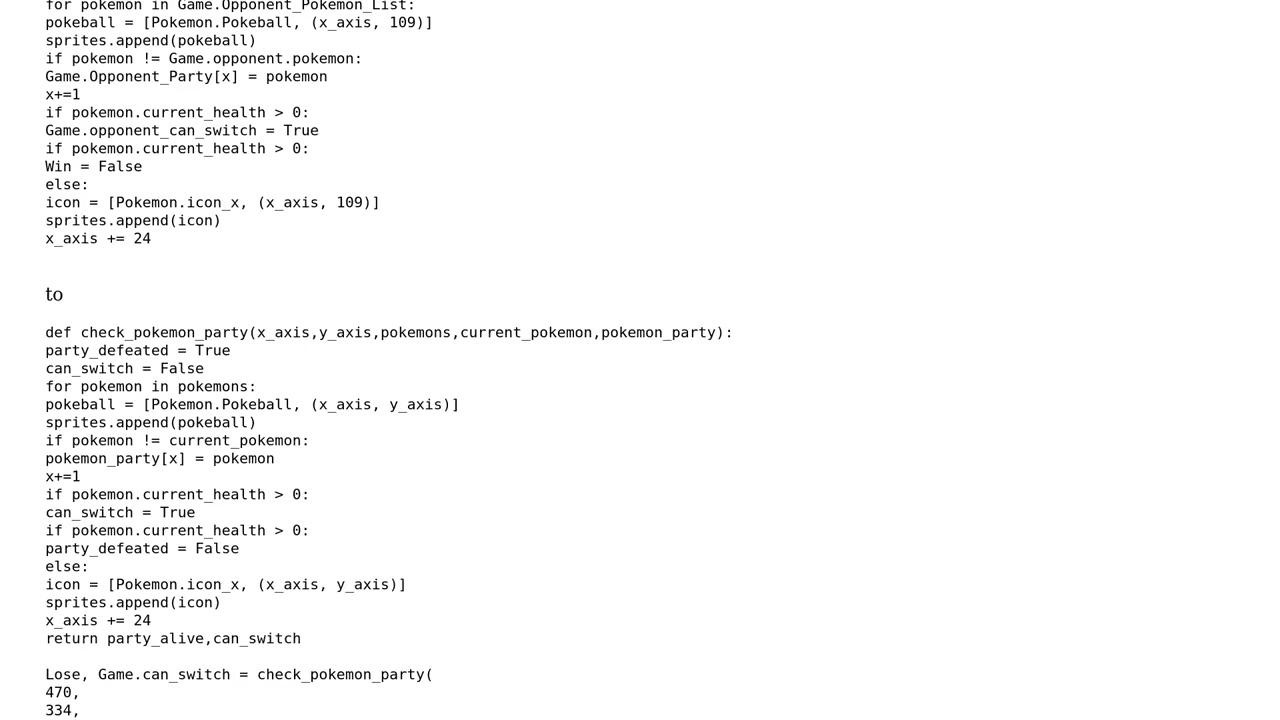 for pokemon in Game.Opponent_Pokemon_List:
pokeball = [Pokemon.Pokeball, (x_axis, 109)]
sprites.append(pokeball)
if pokemon != Game.opponent.pokemon:
Game.Opponent_Party[x] = pokemon
x+=1
if pokemon.current_health > 0:
Game.opponent_can_switch = True
if pokemon.current_health > 0:
Win = False
else:
icon = [Pokemon.icon_x, (x_axis, 109)]
sprites.append(icon)
x_axis += 24
to
def check_pokemon_party(x_axis,y_axis,pokemons,current_pokemon,pokemon_party):
party_defeated = True
can_switch = False
for pokemon in pokemons:
pokeball = [Pokemon.Pokeball, (x_axis, y_axis)]
sprites.append(pokeball)
if pokemon != current_pokemon:
pokemon_party[x] = pokemon
x+=1
if pokemon.current_health > 0:
can_switch = True
if pokemon.current_health > 0:
party_defeated = False
else:
icon = [Pokemon.icon_x, (x_axis, y_axis)]
sprites.append(icon)
x_axis += 24
return party_alive,can_switch
Lose, Game.can_switch = check_pokemon_party(
470,
334,